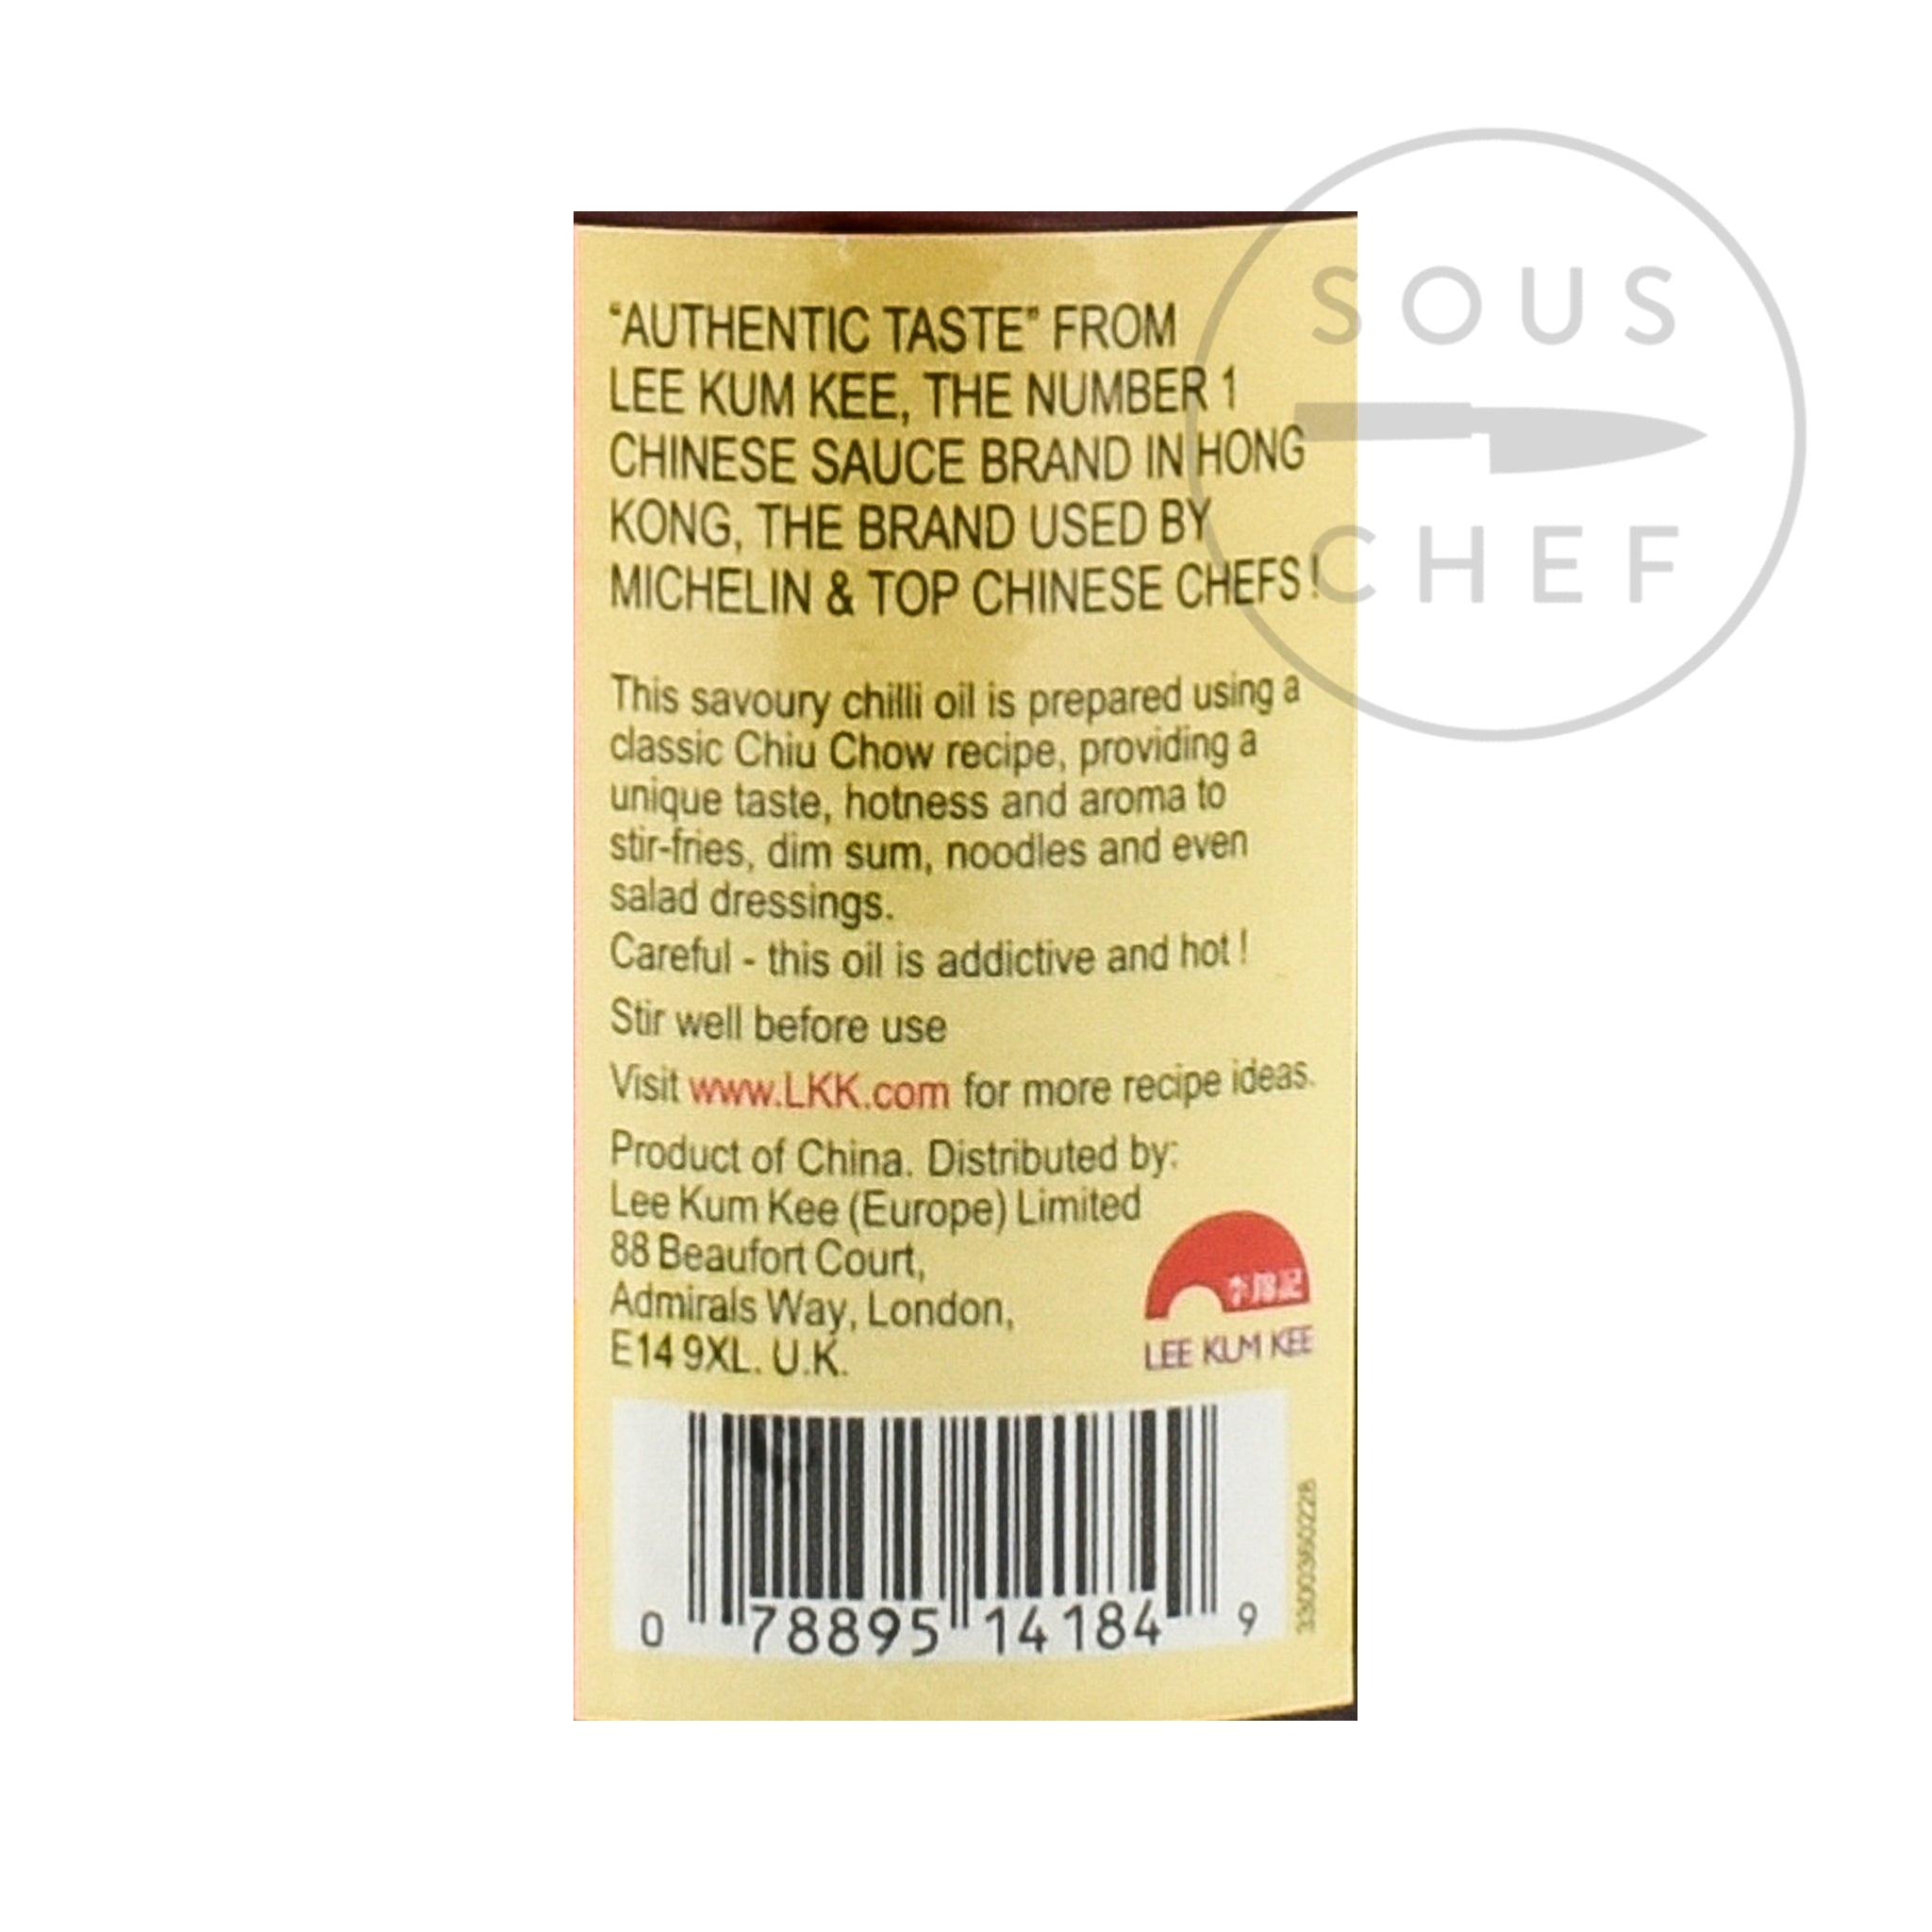 SOUS
CHEF
"AUTHENTIC TASTE" FROM
LEE KUM KEE, THE NUMBER 1
CHINESE SAUCE BRAND IN HONG
KONG, THE BRAND USED BY
MICHELIN & TOP CHINESE CHEFS !
This savoury chilli oil is prepared using a
classic Chiu Chow recipe, providing a
unique taste, hotness and aroma to
stir-fries, dim sum, noodles and even
salad dressings.
Careful - this oil is addictive and hot !
Stir well before use
Visit www.LKK.com for more recipe ideas.
Product of China. Distributed by:
Lee Kum Kee (Europe) Limited
88 Beaufort Court,
Admirals Way, London,
E14 9XL. U.K.
李錦記
LEE KUM KEE
0 78895 14184 9
3300360228